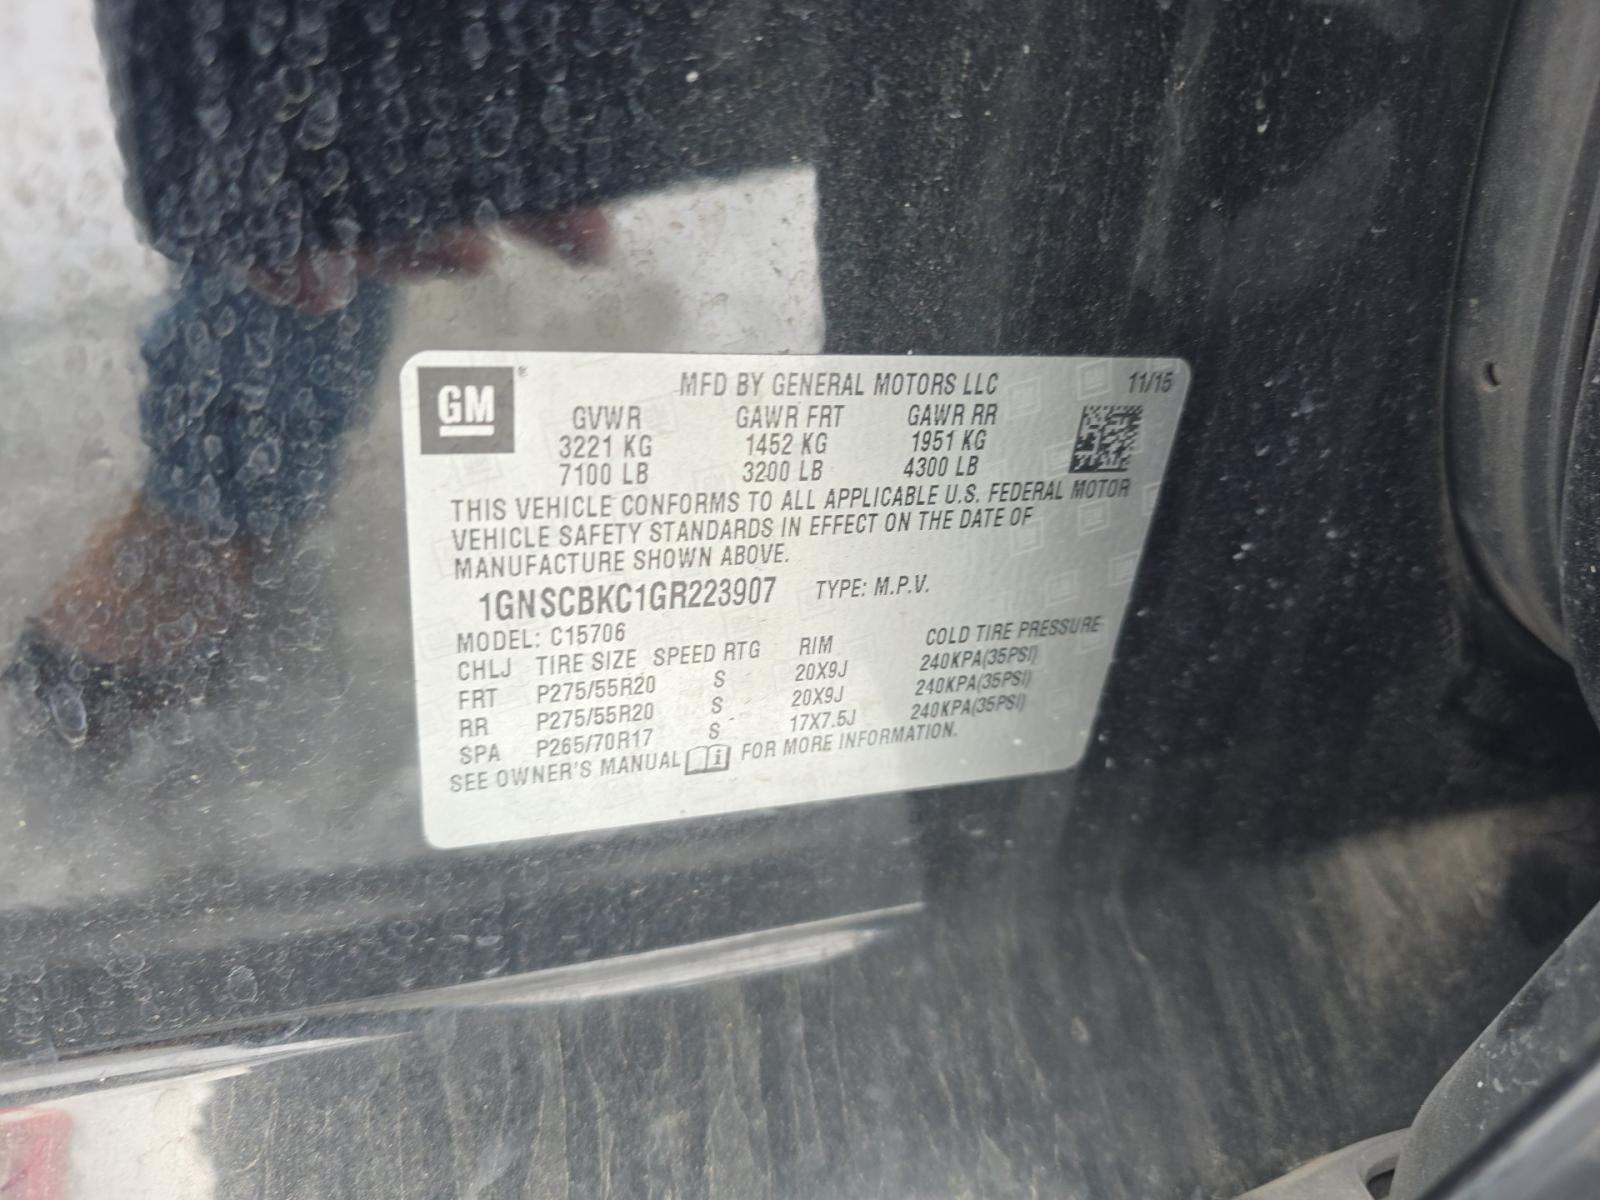 GM ®
MFD BY GENERAL MOTORS LLC 11/15
GVWR GAWR FRT GAWR RR
3221 KG 1452 KG 1951 KG
7100 LB 3200 LB 4300 LB
THIS VEHICLE CONFORMS TO ALL APPLICABLE U.S. FEDERAL MOTOR
VEHICLE SAFETY STANDARDS IN EFFECT ON THE DATE OF
MANUFACTURE SHOWN ABOVE.
1GNSCBKC1GR223907 TYPE: M.P.V.
MODEL: C15706
CHLJ TIRE SIZE SPEED RTG RIM COLD TIRE PRESSURE
FRT P275/55R20 S 20X9J 240KPA(35PSI)
RR P275/55R20 S 20X9J 240KPA(35PSI)
SPA P265/70R17 S 17X7.5J 240KPA(35PSI)
SEE OWNER'S MANUAL FOR MORE INFORMATION.